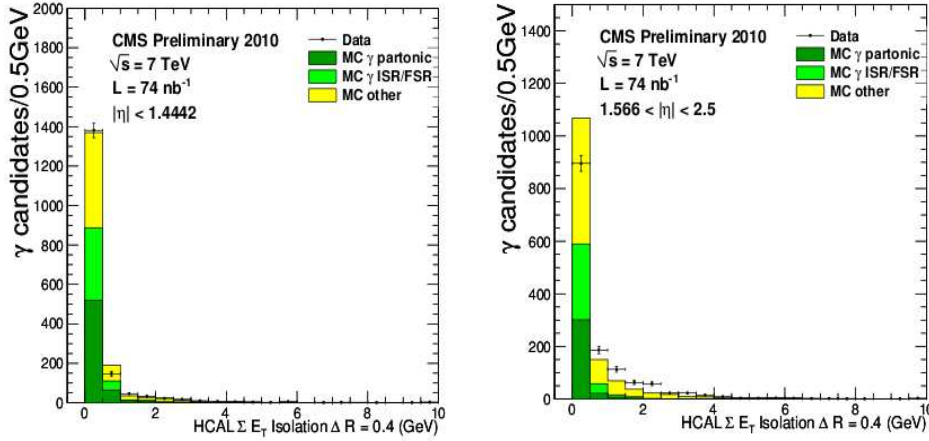 γ candidates/0.5GeV
2000
1800
1600
1400
1200
1000
800
600
400
200
0
CMS Preliminary 2010
√s = 7 TeV
L = 74 nb⁻¹
|η| < 1.4442
Data
MC γ partonic
MC γ ISR/FSR
MC other
0 2 4 6 8 10
HCAL Σ E_T Isolation Δ R = 0.4 (GeV)
γ candidates/0.5GeV
1400
1200
1000
800
600
400
200
0
CMS Preliminary 2010
√s = 7 TeV
L = 74 nb⁻¹
1.566 < |η| < 2.5
Data
MC γ partonic
MC γ ISR/FSR
MC other
0 2 4 6 8 10
HCAL Σ E_T Isolation Δ R = 0.4 (GeV)